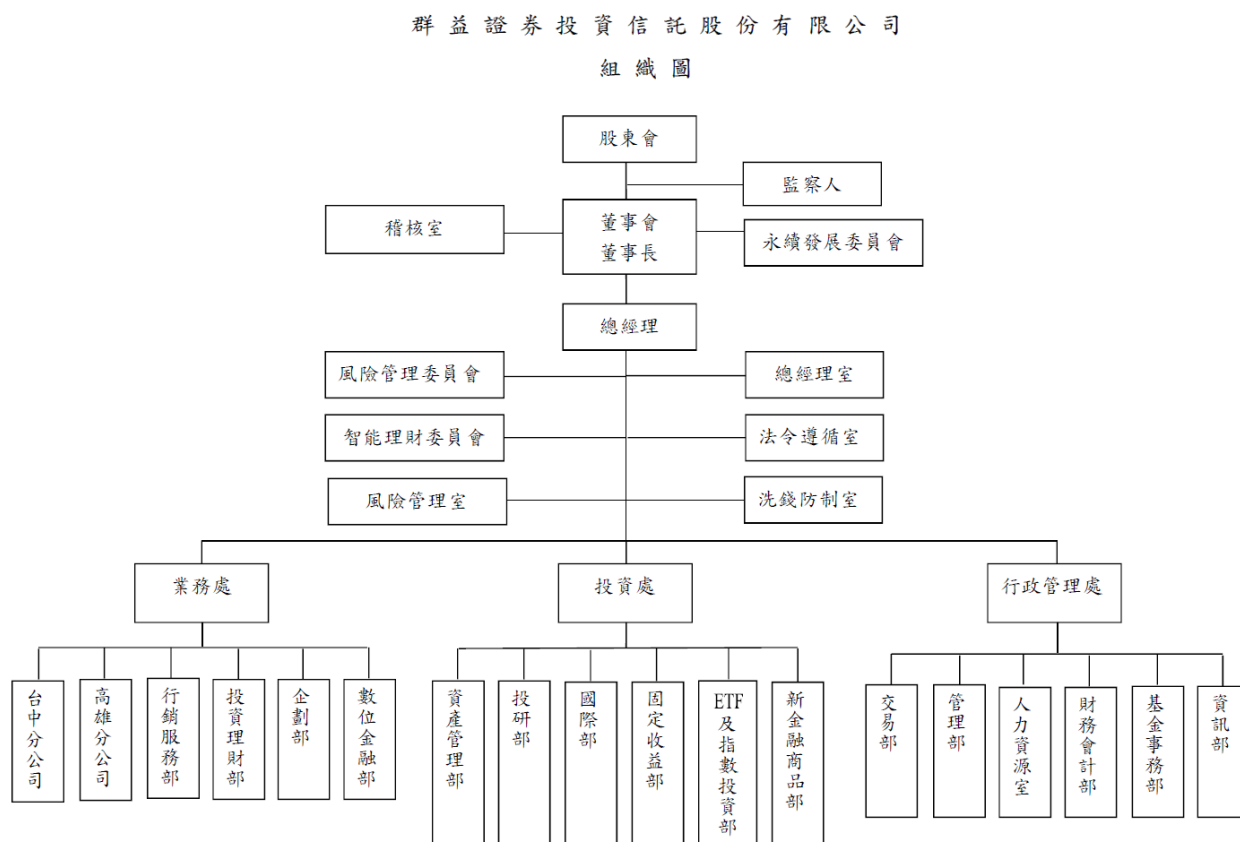 群益證券投資信託股份有限公司
組織圖
股東會
監察人
稽核室
董事會
董事長
永續發展委員會
總經理
風險管理委員會
總經理室
智能理財委員會
法令遵循室
風險管理室
洗錢防制室
業務處
投資處
行政管理處
台中分公司
高雄分公司
行銷服務部
投資理財部
企劃部
數位金融部
資產管理部
投研部
國際部
固定收益部
ETF及指數投資部
新金融商品部
交易部
管理部
人力資源室
財務會計部
基金事務部
資訊部